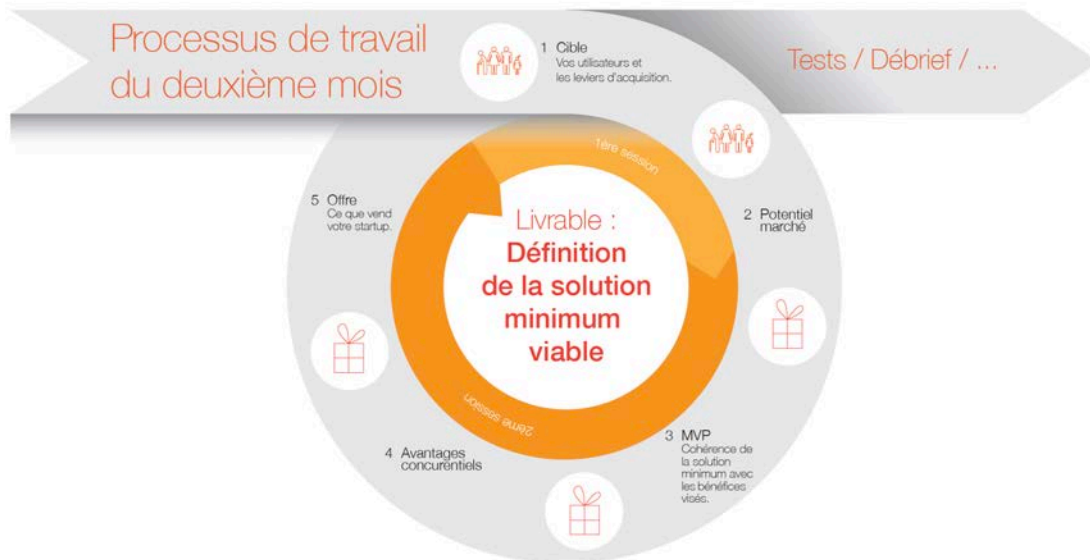 Processus de travail
du deuxième mois
Tests / Débrief / ...
1 Cible
Vos utilisateurs et
les leviers d'acquisition.
1ère session
2 Potentiel
marché
3 MVP
Cohérence de
la solution
minimum avec
les bénéfices
visés.
2ème session
4 Avantages
concurentiels
5 Offre
Ce que vend
votre startup.
Livrable :
Définition
de la solution
minimum
viable